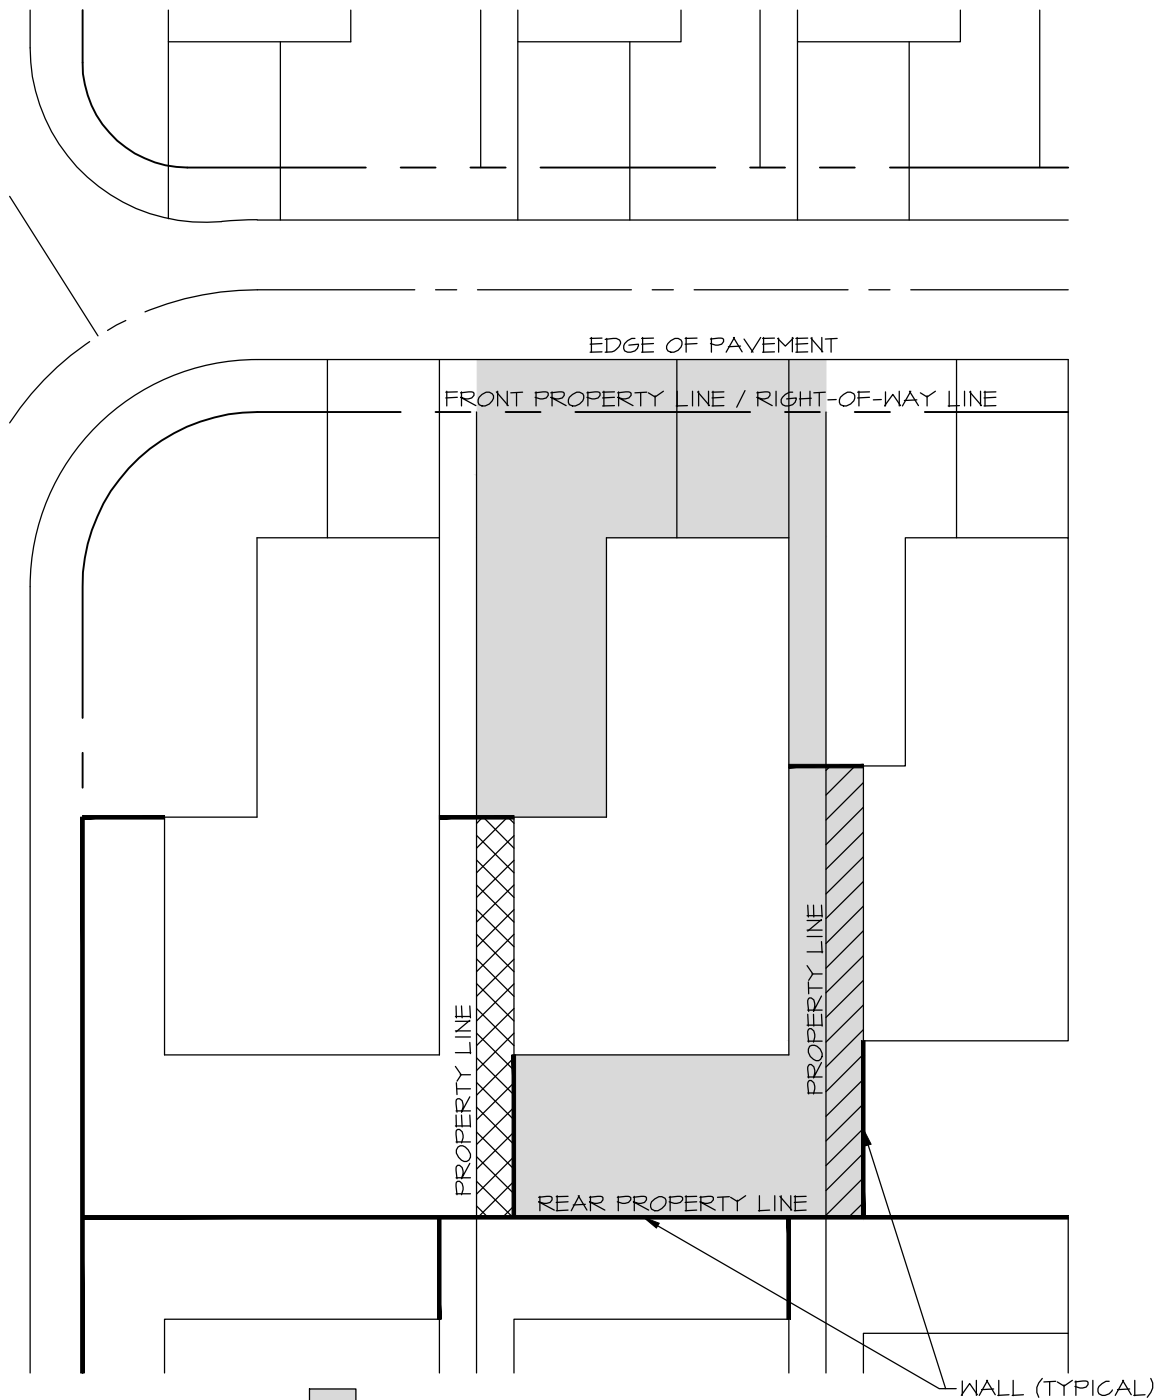 EDGE OF PAVEMENT
FRONT PROPERTY LINE / RIGHT-OF-WAY LINE
PROPERTY LINE
PROPERTY LINE
REAR PROPERTY LINE
WALL (TYPICAL)